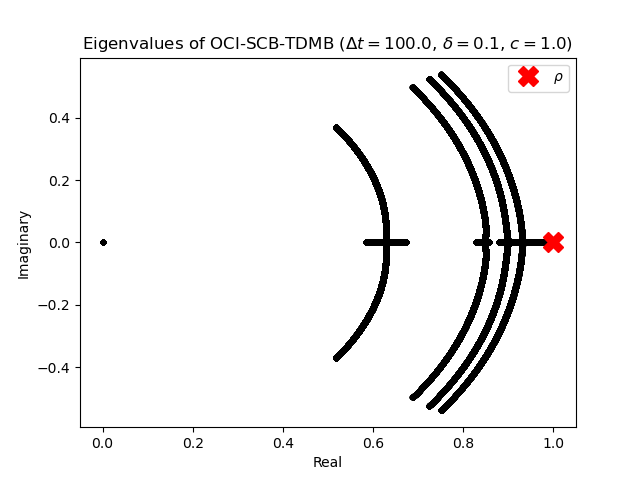 Eigenvalues of OCI-SCB-TDMB (Δt = 100.0, δ = 0.1, c = 1.0)
ρ
0.4
0.2
0.0
−0.2
−0.4
Imaginary
0.0 0.2 0.4 0.6 0.8 1.0
Real